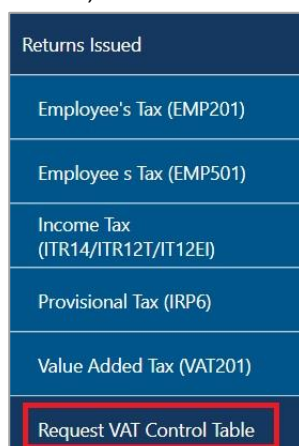 Returns Issued
Employee's Tax (EMP201)
Employee s Tax (EMP501)
Income Tax
(ITR14/ITR12T/IT12EI)
Provisional Tax (IRP6)
Value Added Tax (VAT201)
Request VAT Control Table